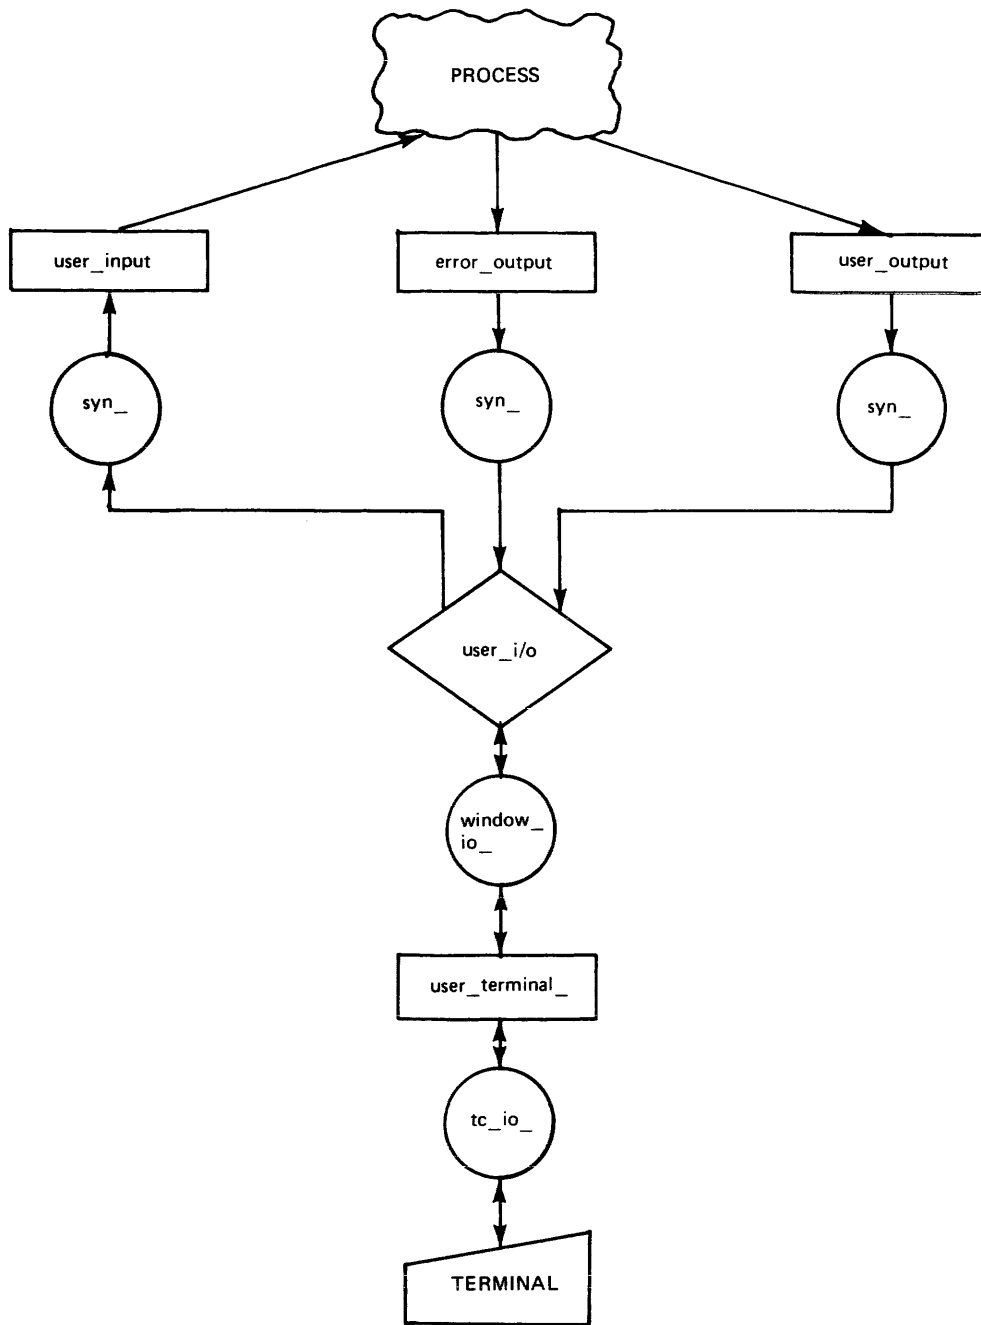 PROCESS
user_input
error_output
user_output
syn_
syn_
syn_
user_i/o
window_
io_
user_terminal_
tc_io_
TERMINAL